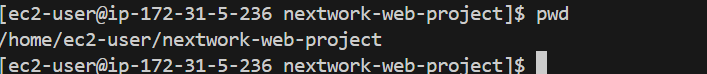 [ec2-user@ip-172-31-5-236 nextwork-web-project]$ pwd
/home/ec2-user/nextwork-web-project
[ec2-user@ip-172-31-5-236 nextwork-web-project]$